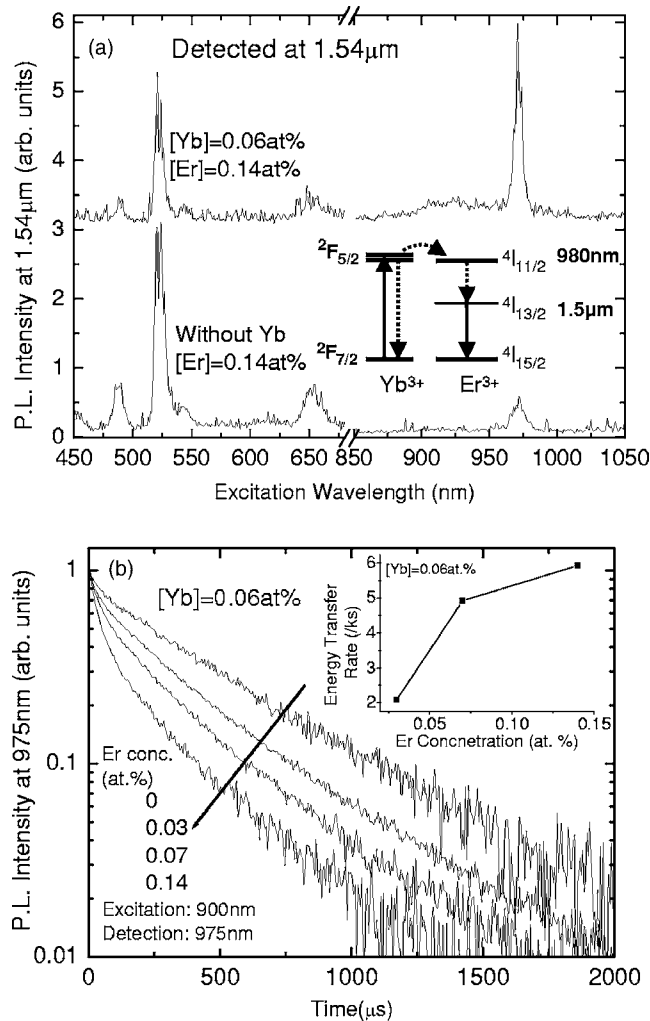 (a) Detected at 1.54μm
P.L. Intensity at 1.54μm (arb. units)
6
5
4
3
2
1
0
[Yb]=0.06at%
[Er]=0.14at%
²F₅/₂
⁴I₁₁/₂ 980nm
⁴I₁₃/₂ 1.5μm
²F₇/₂
⁴I₁₅/₂
Yb³⁺ Er³⁺
Without Yb
[Er]=0.14at%
450 500 550 600 650 850 900 950 1000 1050
Excitation Wavelength (nm)
(b)
[Yb]=0.06at%
P.L. Intensity at 975nm (arb. units)
1
0.1
0.01
Er conc.
(at.%)
0
0.03
0.07
0.14
Excitation: 900nm
Detection: 975nm
[Yb]=0.06at.%
Energy Transfer
Rate (/ks)
6
5
4
3
2
0.05 0.10 0.15
Er Concnetration (at. %)
0 500 1000 1500 2000
Time(μs)